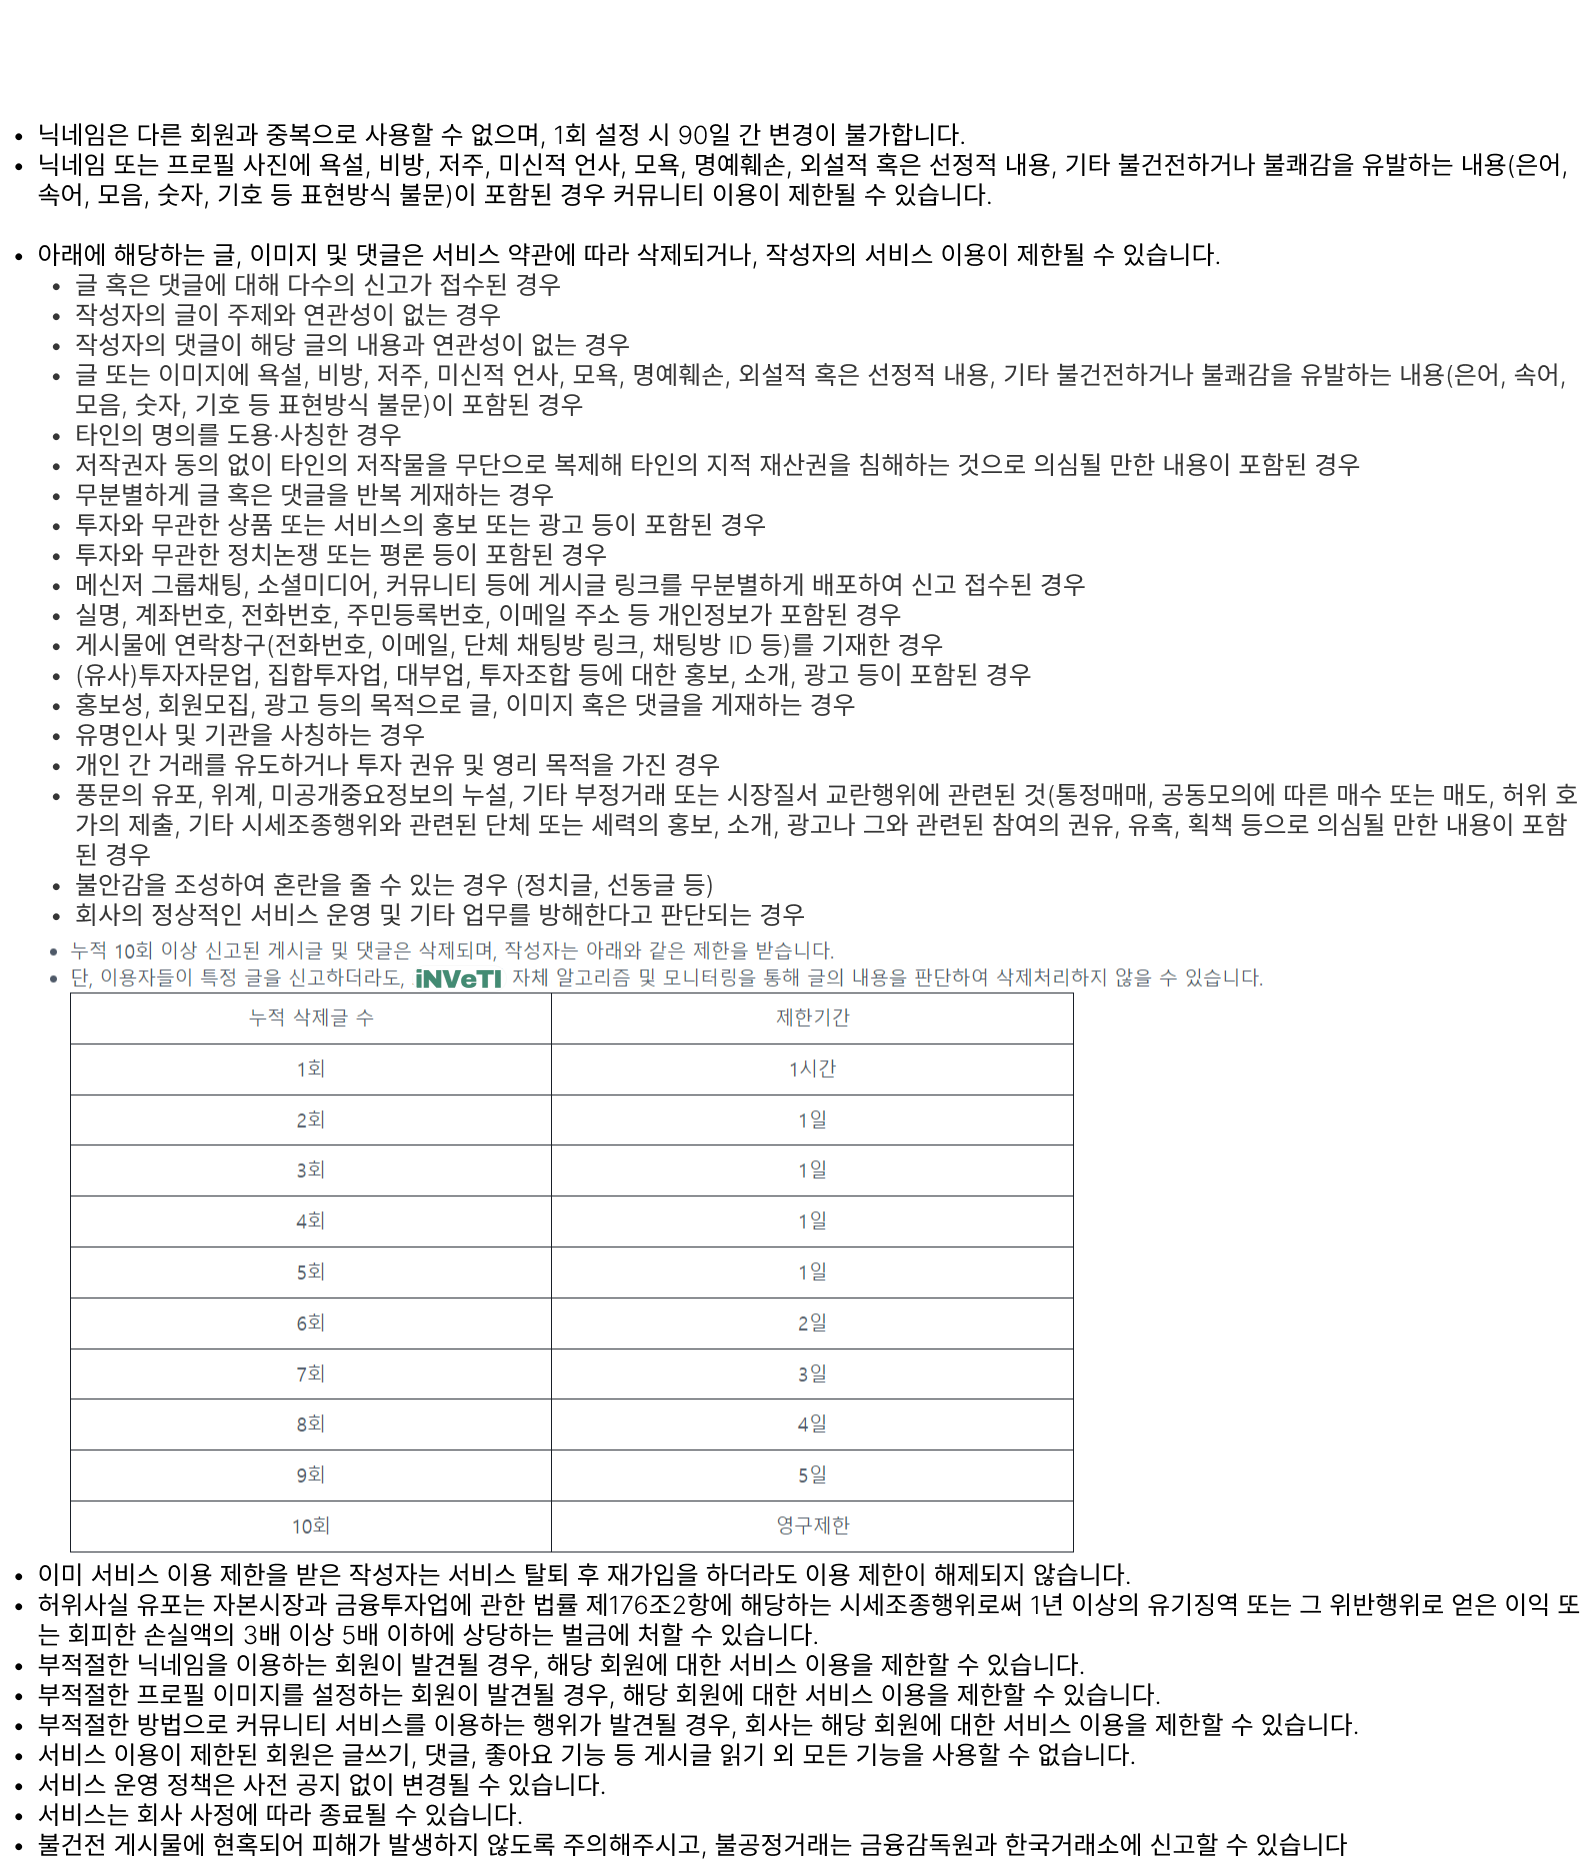 • 닉네임은 다른 회원과 중복으로 사용할 수 없으며, 1회 설정 시 90일 간 변경이 불가합니다.
• 닉네임 또는 프로필 사진에 욕설, 비방, 저주, 미신적 언사, 모욕, 명예훼손, 외설적 혹은 선정적 내용, 기타 불건전하거나 불쾌감을 유발하는 내용(은어,
속어, 모음, 숫자, 기호 등 표현방식 불문)이 포함된 경우 커뮤니티 이용이 제한될 수 있습니다.
• 아래에 해당하는 글, 이미지 및 댓글은 서비스 약관에 따라 삭제되거나, 작성자의 서비스 이용이 제한될 수 있습니다.
• 글 혹은 댓글에 대해 다수의 신고가 접수된 경우
• 작성자의 글이 주제와 연관성이 없는 경우
• 작성자의 댓글이 해당 글의 내용과 연관성이 없는 경우
• 글 또는 이미지에 욕설, 비방, 저주, 미신적 언사, 모욕, 명예훼손, 외설적 혹은 선정적 내용, 기타 불건전하거나 불쾌감을 유발하는 내용(은어, 속어,
모음, 숫자, 기호 등 표현방식 불문)이 포함된 경우
• 타인의 명의를 도용·사칭한 경우
• 저작권자 동의 없이 타인의 저작물을 무단으로 복제해 타인의 지적 재산권을 침해하는 것으로 의심될 만한 내용이 포함된 경우
• 무분별하게 글 혹은 댓글을 반복 게재하는 경우
• 투자와 무관한 상품 또는 서비스의 홍보 또는 광고 등이 포함된 경우
• 투자와 무관한 정치논쟁 또는 평론 등이 포함된 경우
• 메신저 그룹채팅, 소셜미디어, 커뮤니티 등에 게시글 링크를 무분별하게 배포하여 신고 접수된 경우
• 실명, 계좌번호, 전화번호, 주민등록번호, 이메일 주소 등 개인정보가 포함된 경우
• 게시물에 연락창구(전화번호, 이메일, 단체 채팅방 링크, 채팅방 ID 등)를 기재한 경우
• (유사)투자자문업, 집합투자업, 대부업, 투자조합 등에 대한 홍보, 소개, 광고 등이 포함된 경우
• 홍보성, 회원모집, 광고 등의 목적으로 글, 이미지 혹은 댓글을 게재하는 경우
• 유명인사 및 기관을 사칭하는 경우
• 개인 간 거래를 유도하거나 투자 권유 및 영리 목적을 가진 경우
• 풍문의 유포, 위계, 미공개중요정보의 누설, 기타 부정거래 또는 시장질서 교란행위에 관련된 것(통정매매, 공동모의에 따른 매수 또는 매도, 허위 호
가의 제출, 기타 시세조종행위와 관련된 단체 또는 세력의 홍보, 소개, 광고나 그와 관련된 참여의 권유, 유혹, 획책 등으로 의심될 만한 내용이 포함
된 경우
• 불안감을 조성하여 혼란을 줄 수 있는 경우 (정치글, 선동글 등)
• 회사의 정상적인 서비스 운영 및 기타 업무를 방해한다고 판단되는 경우
• 누적 10회 이상 신고된 게시글 및 댓글은 삭제되며, 작성자는 아래와 같은 제한을 받습니다.
• 단, 이용자들이 특정 글을 신고하더라도, iNVeTI 자체 알고리즘 및 모니터링을 통해 글의 내용을 판단하여 삭제처리하지 않을 수 있습니다.
누적 삭제글 수 제한기간
1회 1시간
2회 1일
3회 1일
4회 1일
5회 1일
6회 2일
7회 3일
8회 4일
9회 5일
10회 영구제한
• 이미 서비스 이용 제한을 받은 작성자는 서비스 탈퇴 후 재가입을 하더라도 이용 제한이 해제되지 않습니다.
• 허위사실 유포는 자본시장과 금융투자업에 관한 법률 제176조2항에 해당하는 시세조종행위로써 1년 이상의 유기징역 또는 그 위반행위로 얻은 이익 또
는 회피한 손실액의 3배 이상 5배 이하에 상당하는 벌금에 처할 수 있습니다.
• 부적절한 닉네임을 이용하는 회원이 발견될 경우, 해당 회원에 대한 서비스 이용을 제한할 수 있습니다.
• 부적절한 프로필 이미지를 설정하는 회원이 발견될 경우, 해당 회원에 대한 서비스 이용을 제한할 수 있습니다.
• 부적절한 방법으로 커뮤니티 서비스를 이용하는 행위가 발견될 경우, 회사는 해당 회원에 대한 서비스 이용을 제한할 수 있습니다.
• 서비스 이용이 제한된 회원은 글쓰기, 댓글, 좋아요 기능 등 게시글 읽기 외 모든 기능을 사용할 수 없습니다.
• 서비스 운영 정책은 사전 공지 없이 변경될 수 있습니다.
• 서비스는 회사 사정에 따라 종료될 수 있습니다.
• 불건전 게시물에 현혹되어 피해가 발생하지 않도록 주의해주시고, 불공정거래는 금융감독원과 한국거래소에 신고할 수 있습니다